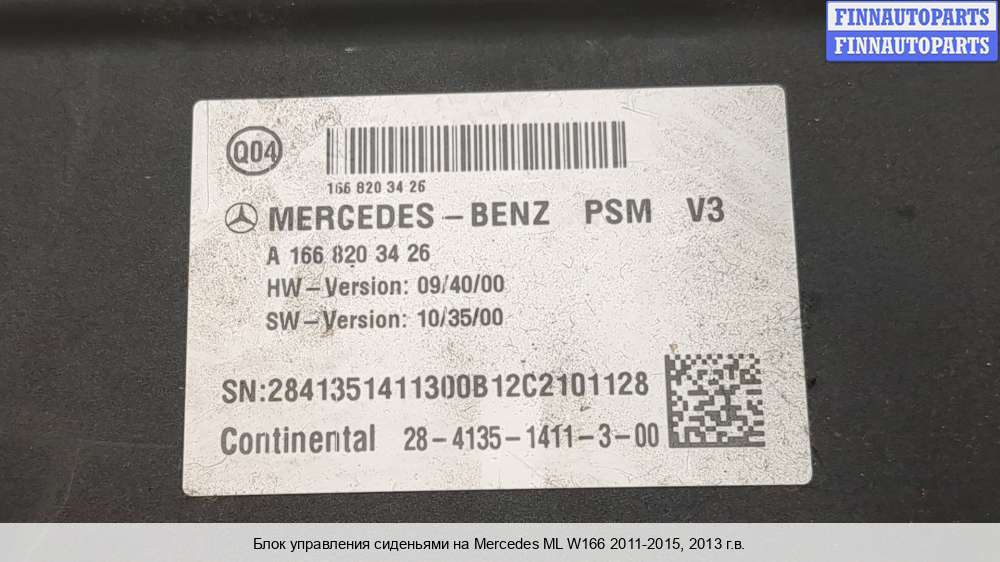 FINNAUTOPARTS
FINNAUTOPARTS
Q04
166 820 34 26
MERCEDES – BENZ PSM V3
A 166 820 34 26
HW – Version: 09/40/00
SW – Version: 10/35/00
SN:2841351411300B12C2101128
Continental 28 – 4135 – 1411 – 3 – 00
Блок управления сиденьями на Mercedes ML W166 2011-2015, 2013 г.в.